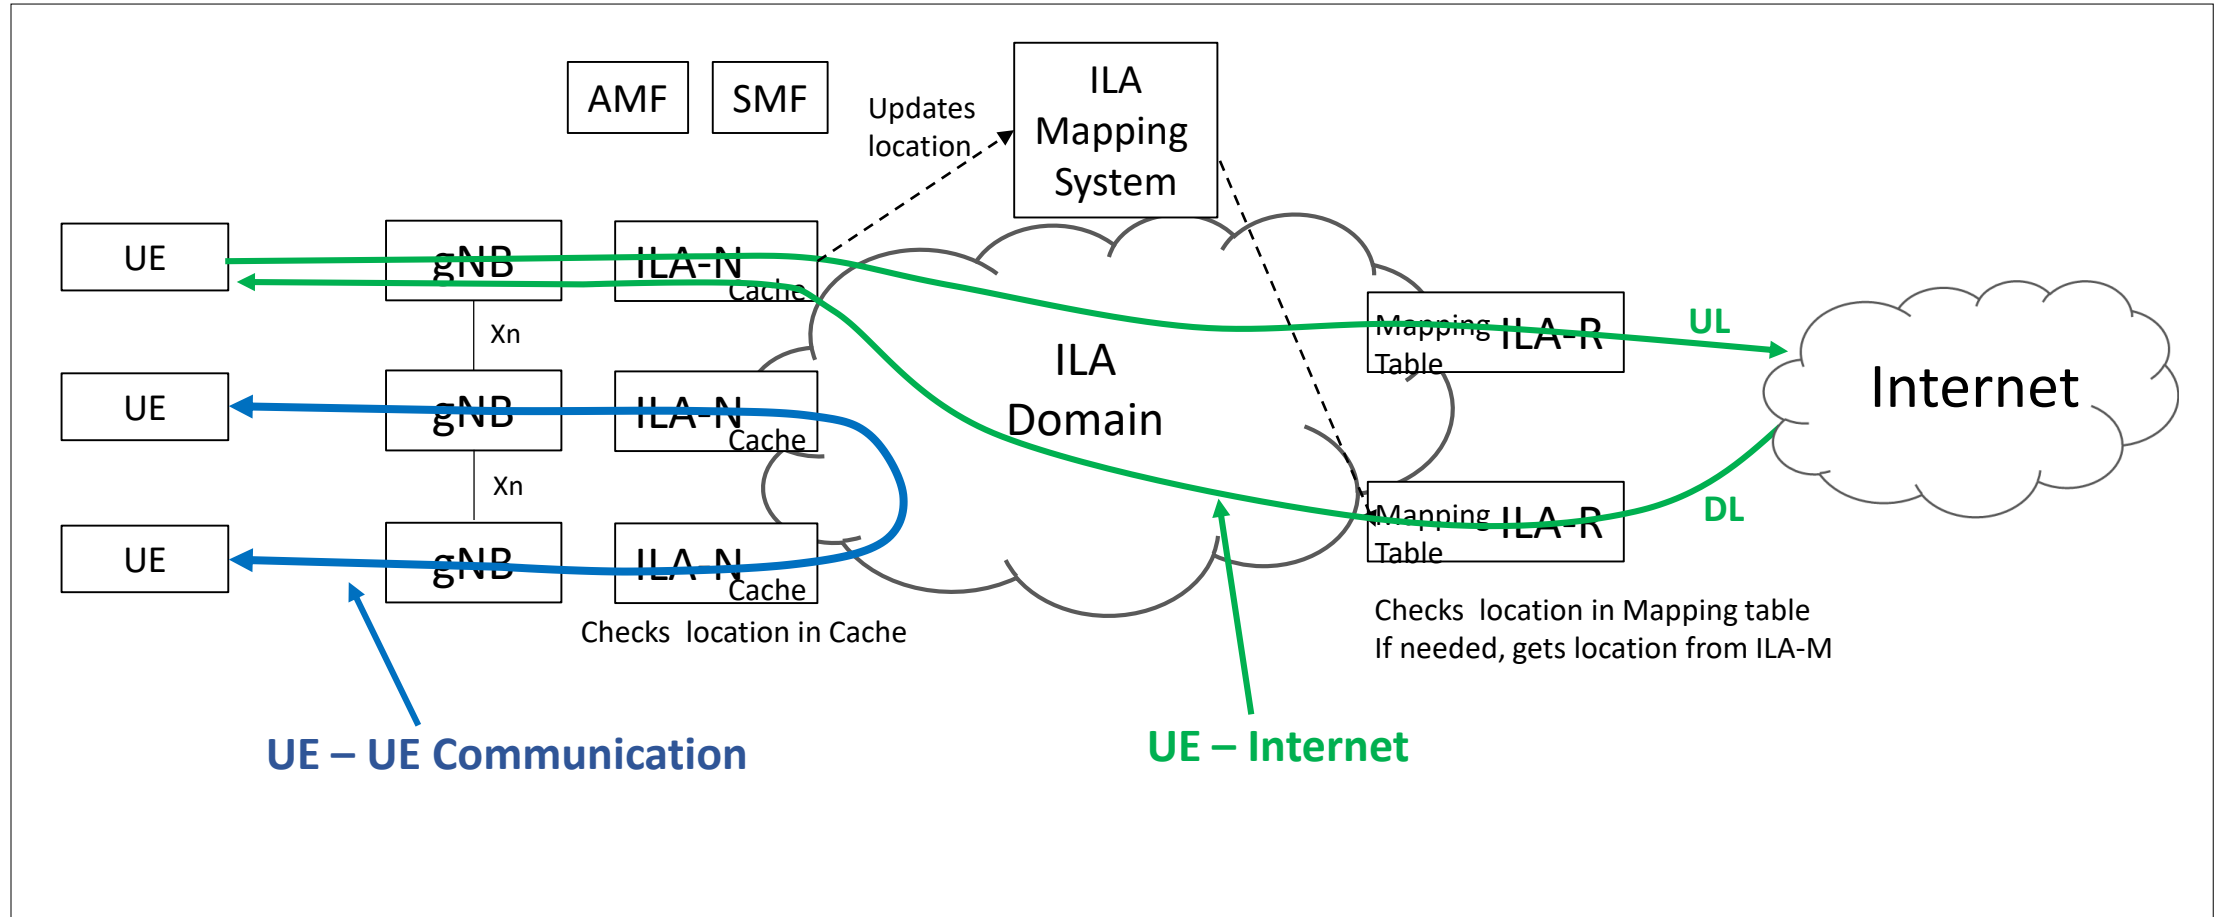 AMF
SMF
Updates
location
ILA
Mapping
System
UE
gNB
ILA-N
Cache
Xn
Mapping
Table
ILA-R
UL
Internet
ILA
Domain
UE
gNB
ILA-N
Cache
Xn
DL
UE
gNB
ILA-N
Cache
Mapping
Table
ILA-R
Checks  location in Cache
Checks  location in Mapping table
If needed, gets location from ILA-M
UE – UE Communication
UE – Internet